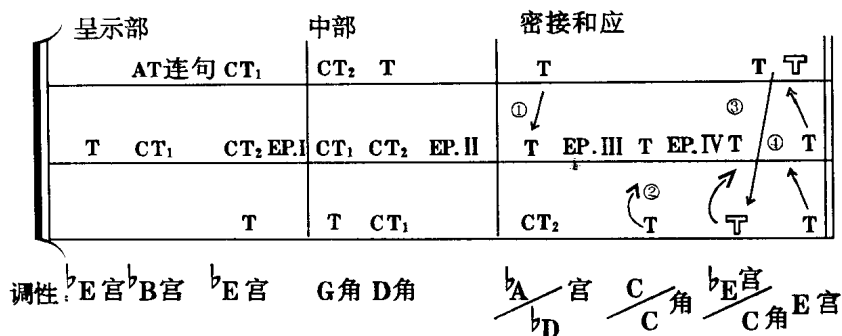 呈示部 中部 密接和应
AT连句 CT₁ CT₂ T T T T
① ③
T CT₁ CT₂ EP.I CT₁ CT₂ EP.II T EP.III T EP.IV T ④ T
②
T T CT₁ CT₂ T T T
调性:♭E宫 ♭B宫 ♭E宫 G角 D角 ♭A/♭D 宫 C/C 角 ♭E宫/C角 E宫